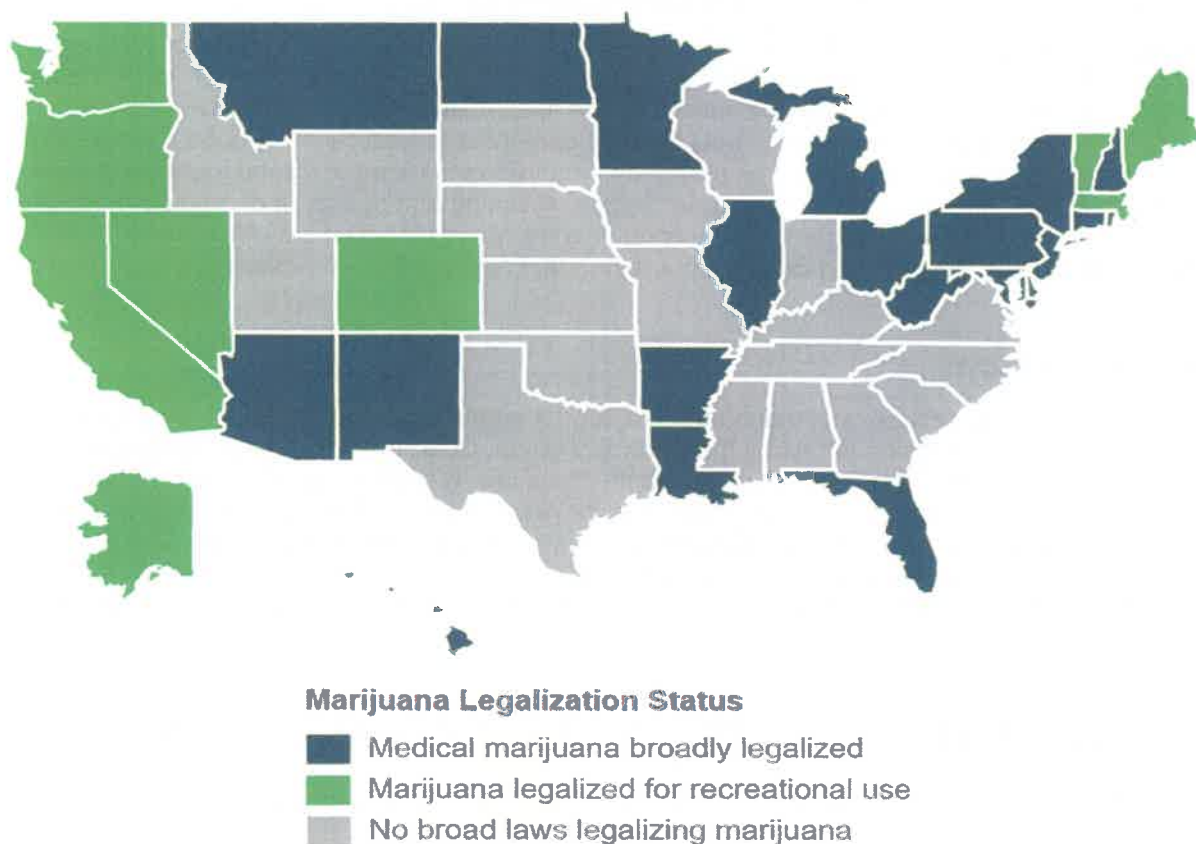 Marijuana Legalization Status
Medical marijuana broadly legalized
Marijuana legalized for recreational use
No broad laws legalizing marijuana